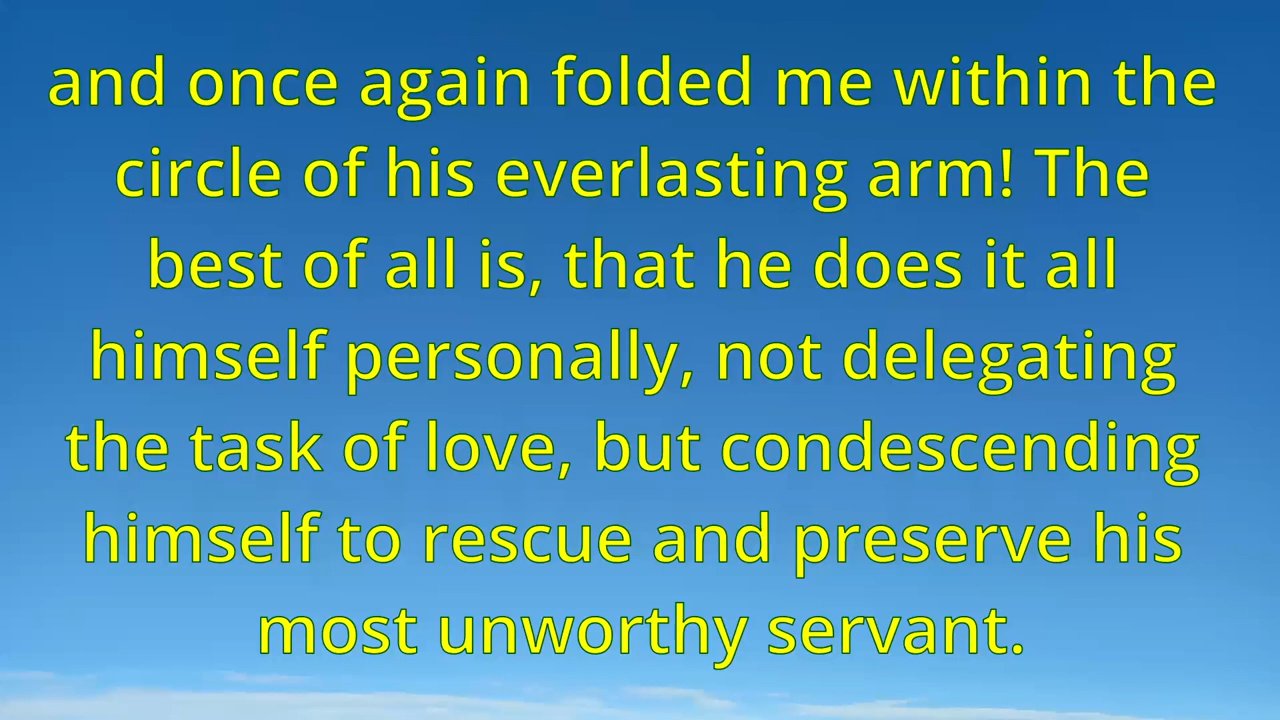 and once again folded me within the
circle of his everlasting arm! The
best of all is, that he does it all
himself personally, not delegating
the task of love, but condescending
himself to rescue and preserve his
most unworthy servant.